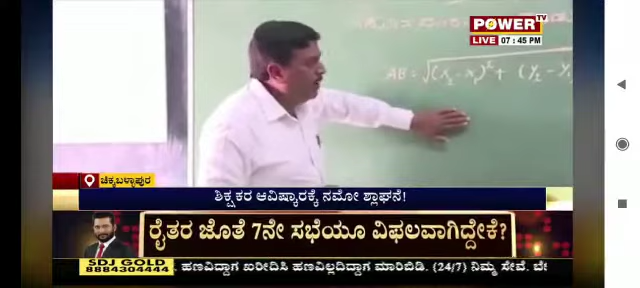 POWER TV
LIVE 07:45 PM
AB = √(x₂ - x₁)² + (y₂ - y₁
ಚಿಕ್ಕಬಳ್ಳಾಪುರ
ಶಿಕ್ಷಕರ ಆವಿಷ್ಕಾರಕ್ಕೆ ನಮೋ ಶ್ಲಾಘನೆ!
ರೈತರ ಜೊತೆ 7ನೇ ಸಭೆಯೂ ವಿಫಲವಾಗಿದ್ದೇಕೆ?
SDJ GOLD
8884304444
. ಹಣವಿದ್ದಾಗ ಖರೀದಿಸಿ ಹಣವಿಲ್ಲದಿದ್ದಾಗ ಮಾರಿಬಿಡಿ. (24/7) ನಿಮ್ಮ ಸೇವೆ. ಬೇ